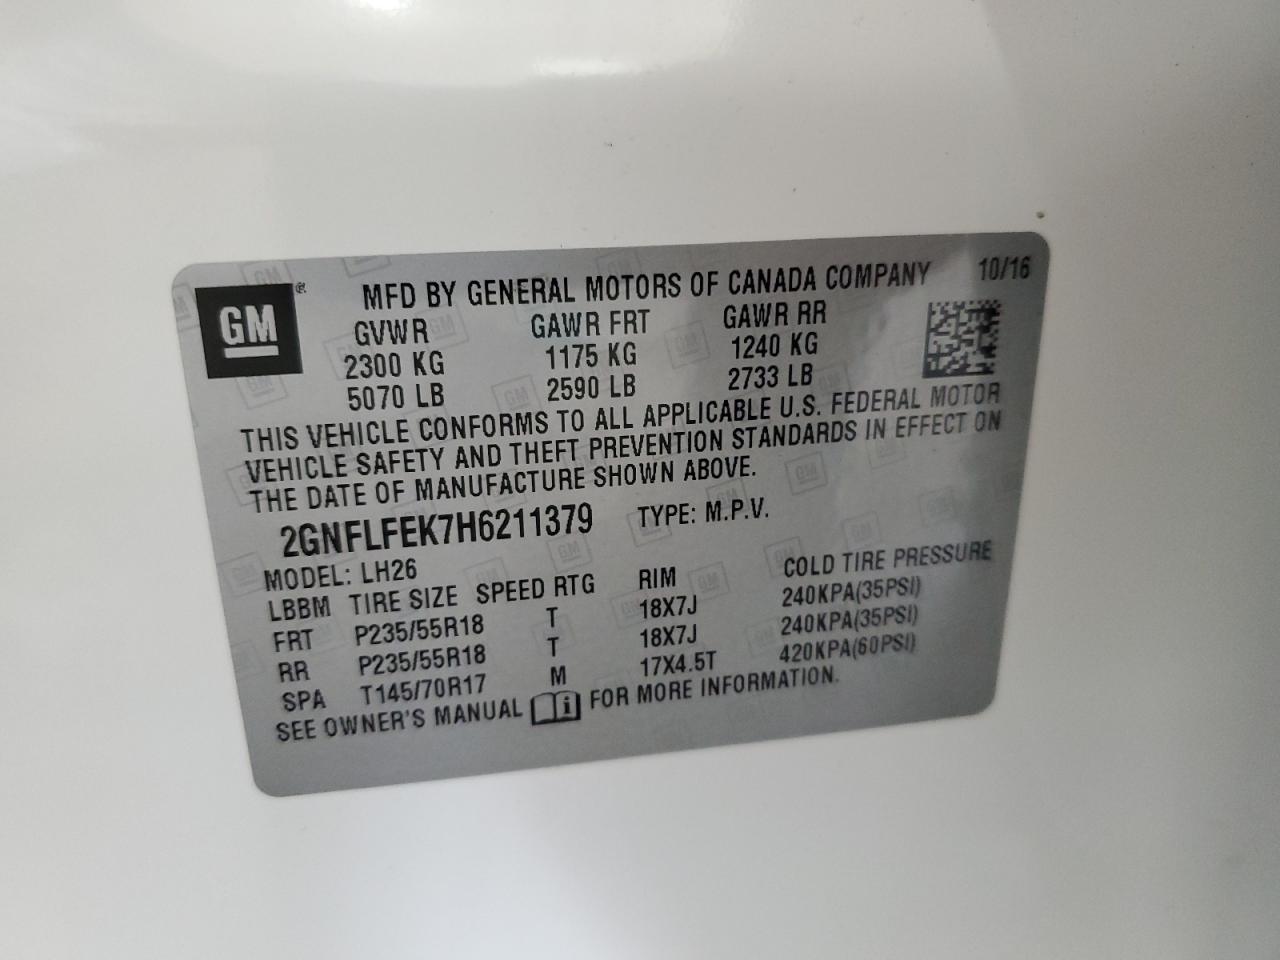 GM
MFD BY GENERAL MOTORS OF CANADA COMPANY 10/16
GVWR GAWR FRT GAWR RR
2300 KG 1175 KG 1240 KG
5070 LB 2590 LB 2733 LB
THIS VEHICLE CONFORMS TO ALL APPLICABLE U.S. FEDERAL MOTOR
VEHICLE SAFETY AND THEFT PREVENTION STANDARDS IN EFFECT ON
THE DATE OF MANUFACTURE SHOWN ABOVE.
2GNFLFEK7H6211379 TYPE: M.P.V.
MODEL: LH26
LBBM TIRE SIZE SPEED RTG RIM COLD TIRE PRESSURE
FRT P235/55R18 T 18X7J 240KPA(35PSI)
RR P235/55R18 T 18X7J 240KPA(35PSI)
SPA T145/70R17 M 17X4.5T 420KPA(60PSI)
SEE OWNER'S MANUAL i FOR MORE INFORMATION.